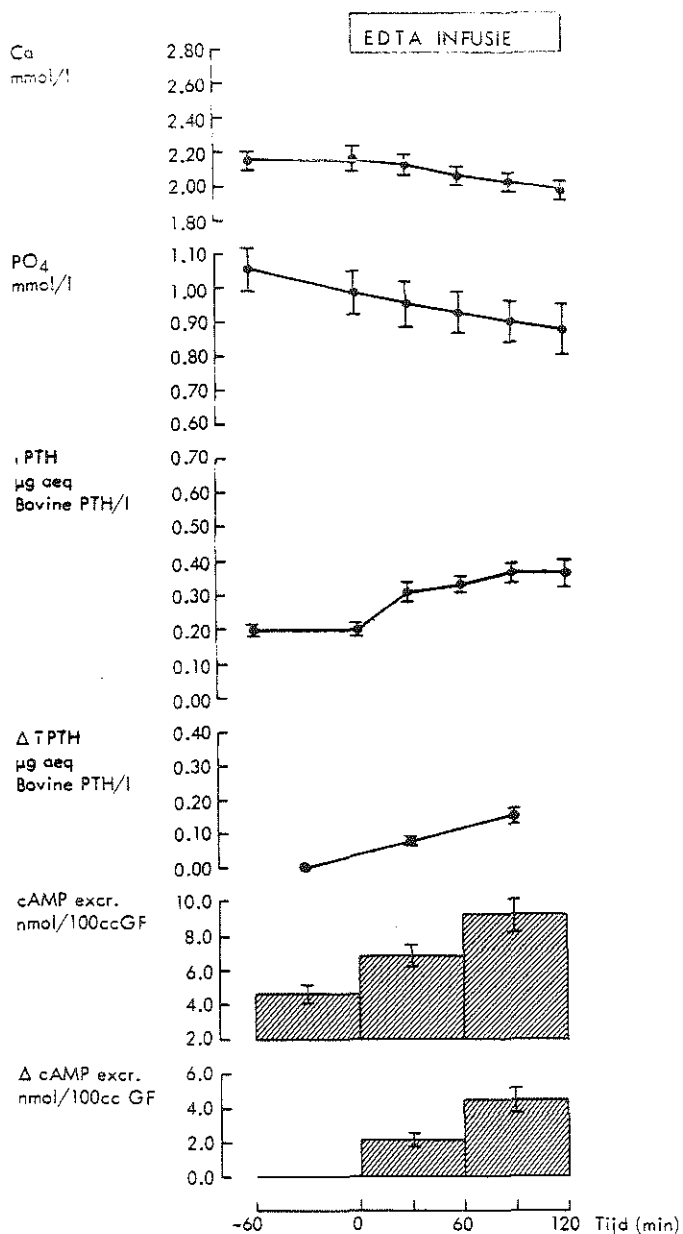 EDTA INFUSIE
Ca
mmol/l
2.80
2.60
2.40
2.20
2.00
1.80
PO4
mmol/l
1.10
1.00
0.90
0.80
0.70
0.60
iPTH
µg aeq
Bovine PTH/l
0.70
0.60
0.50
0.40
0.30
0.20
0.10
0.00
Δ TPTH
µg aeq
Bovine PTH/l
0.40
0.30
0.20
0.10
0.00
cAMP excr.
nmol/100ccGF
10.0
8.0
6.0
4.0
2.0
Δ cAMP excr.
nmol/100cc GF
6.0
4.0
2.0
0.0
-60 0 60 120 Tijd (min)